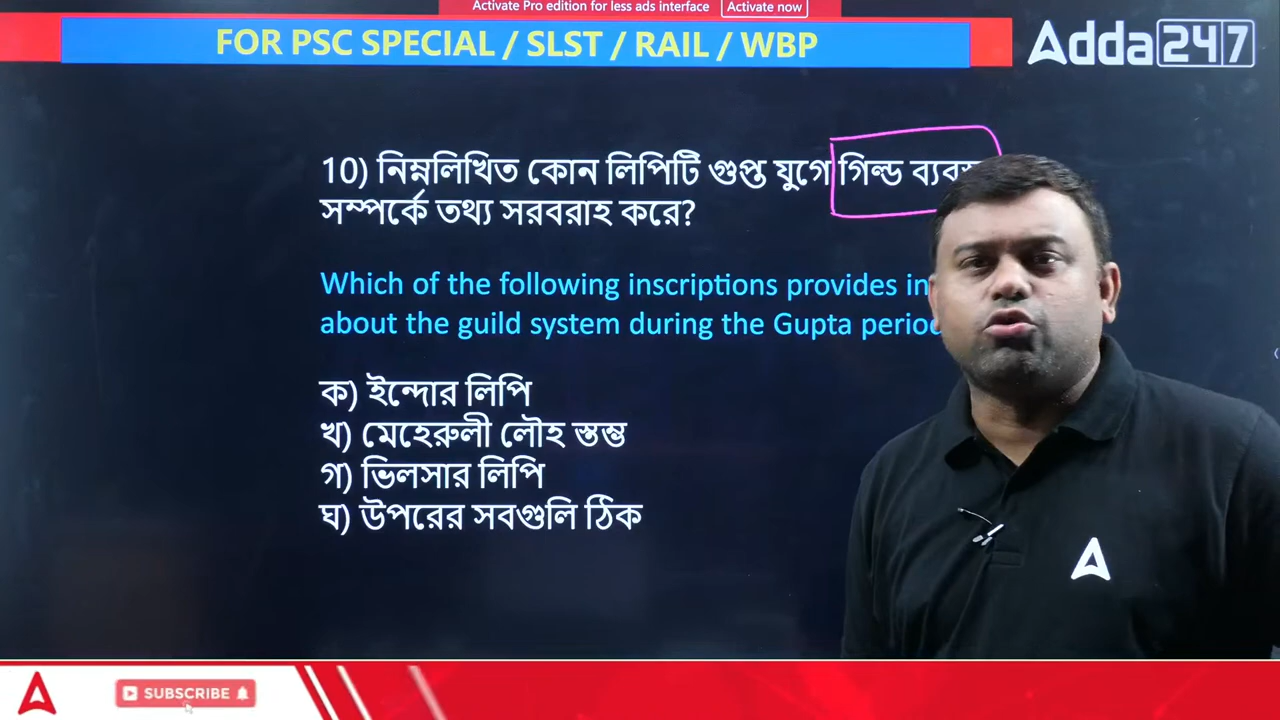 Activate Pro edition for less ads interface Activate now
FOR PSC SPECIAL / SLST / RAIL / WBP
Adda247
10) নিম্নলিখিত কোন লিপিটি গুপ্ত যুগে গিল্ড
সম্পর্কে তথ্য সরবরাহ করে?
Which of the following inscriptions provides
about the guild system during the Gupta
ক) ইন্দোর লিপি
খ) মেহেরুলী লৌহ স্তম্ভ
গ) ভিলসার লিপি
ঘ) উপরের সবগুলি ঠিক
SUBSCRIBE